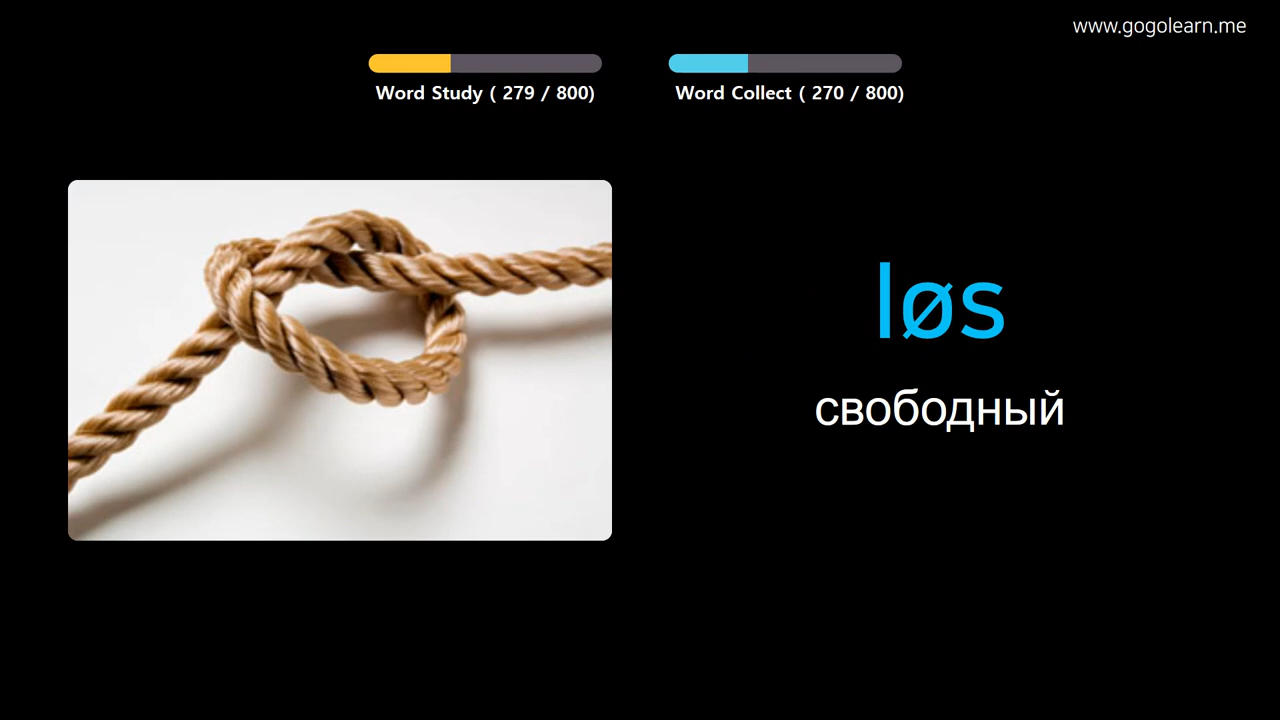 www.gogolearn.me
Word Study ( 279 / 800)
Word Collect ( 270 / 800)
løs
свободный